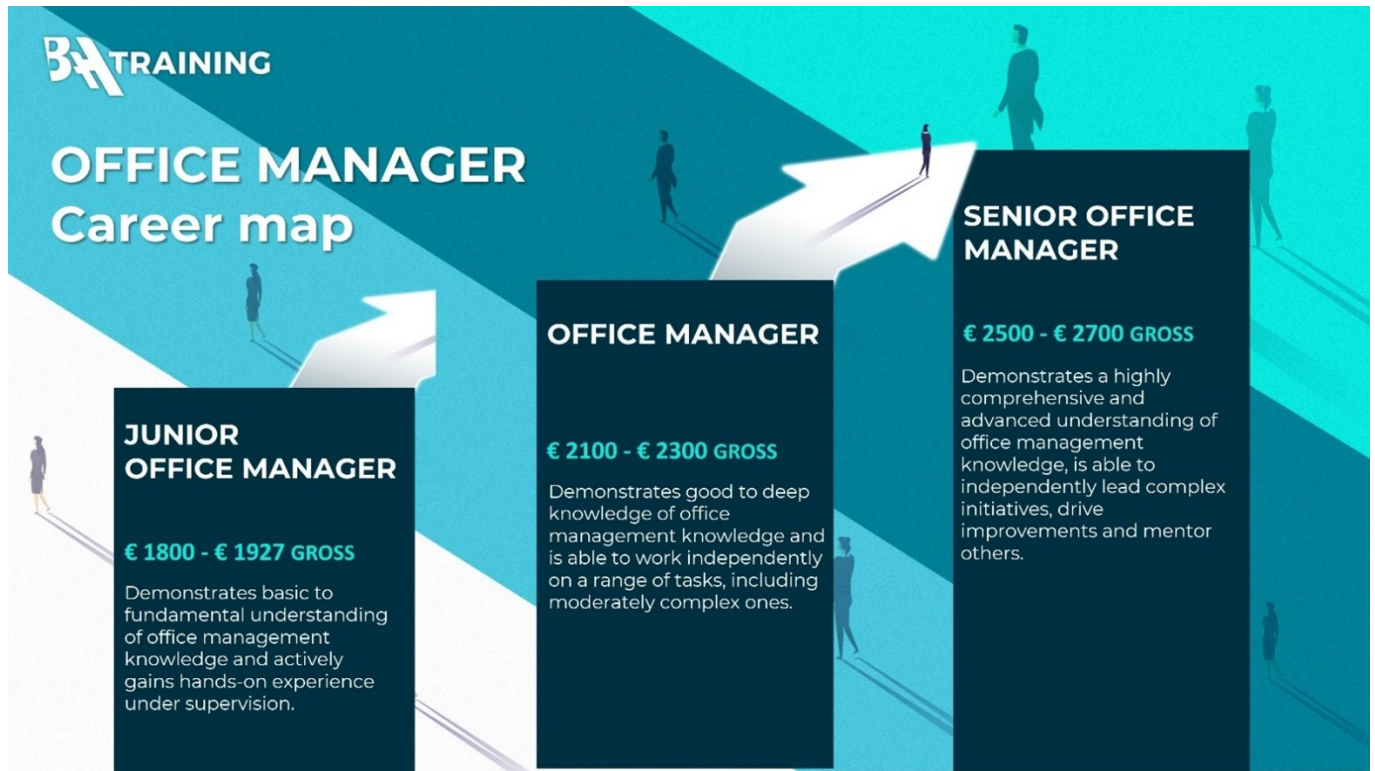 BAA TRAINING
OFFICE MANAGER
Career map
JUNIOR
OFFICE MANAGER
€ 1800 - € 1927 GROSS
Demonstrates basic to
fundamental understanding
of office management
knowledge and actively
gains hands-on experience
under supervision.
OFFICE MANAGER
€ 2100 - € 2300 GROSS
Demonstrates good to deep
knowledge of office
management knowledge and
is able to work independently
on a range of tasks, including
moderately complex ones.
SENIOR OFFICE
MANAGER
€ 2500 - € 2700 GROSS
Demonstrates a highly
comprehensive and
advanced understanding of
office management
knowledge, is able to
independently lead complex
initiatives, drive
improvements and mentor
others.